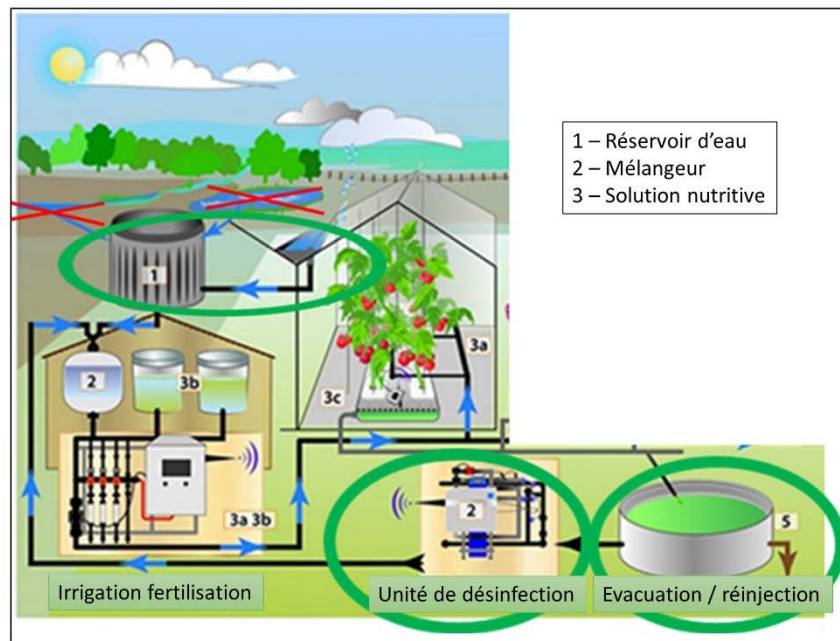 1 – Réservoir d'eau
2 – Mélangeur
3 – Solution nutritive
1
2
3b
3a
3c
3a 3b
2
5
Irrigation fertilisation
Unité de désinfection
Evacuation / réinjection